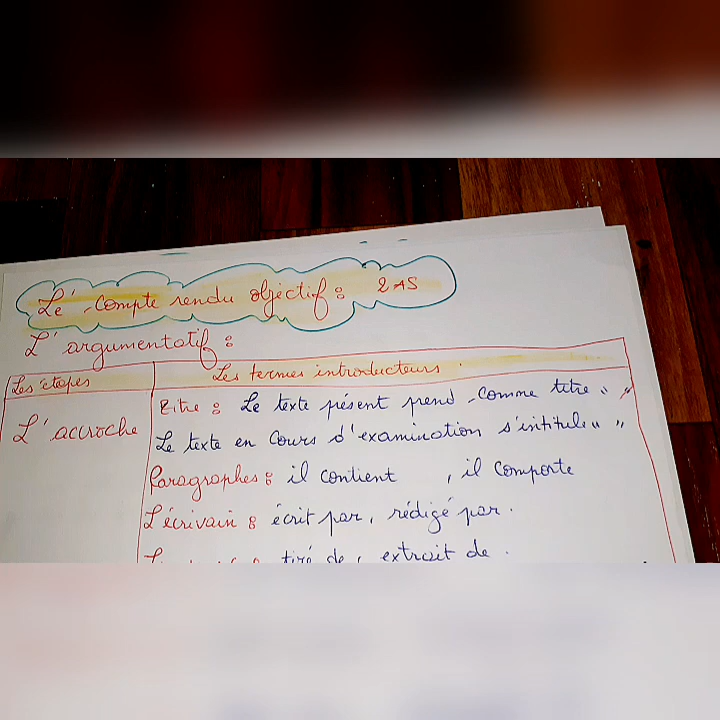 Le compte rendu objectif : 2 AS
L'argumentatif :
Les étapes
Les termes introducteurs
L'accroche
Titre : Le texte présent prend comme titre " "
Le texte en cours d'examination s'intitule " "
Paragraphes : il contient , il comporte
L'écrivain : écrit par, rédigé par.
tiré de, extrait de.